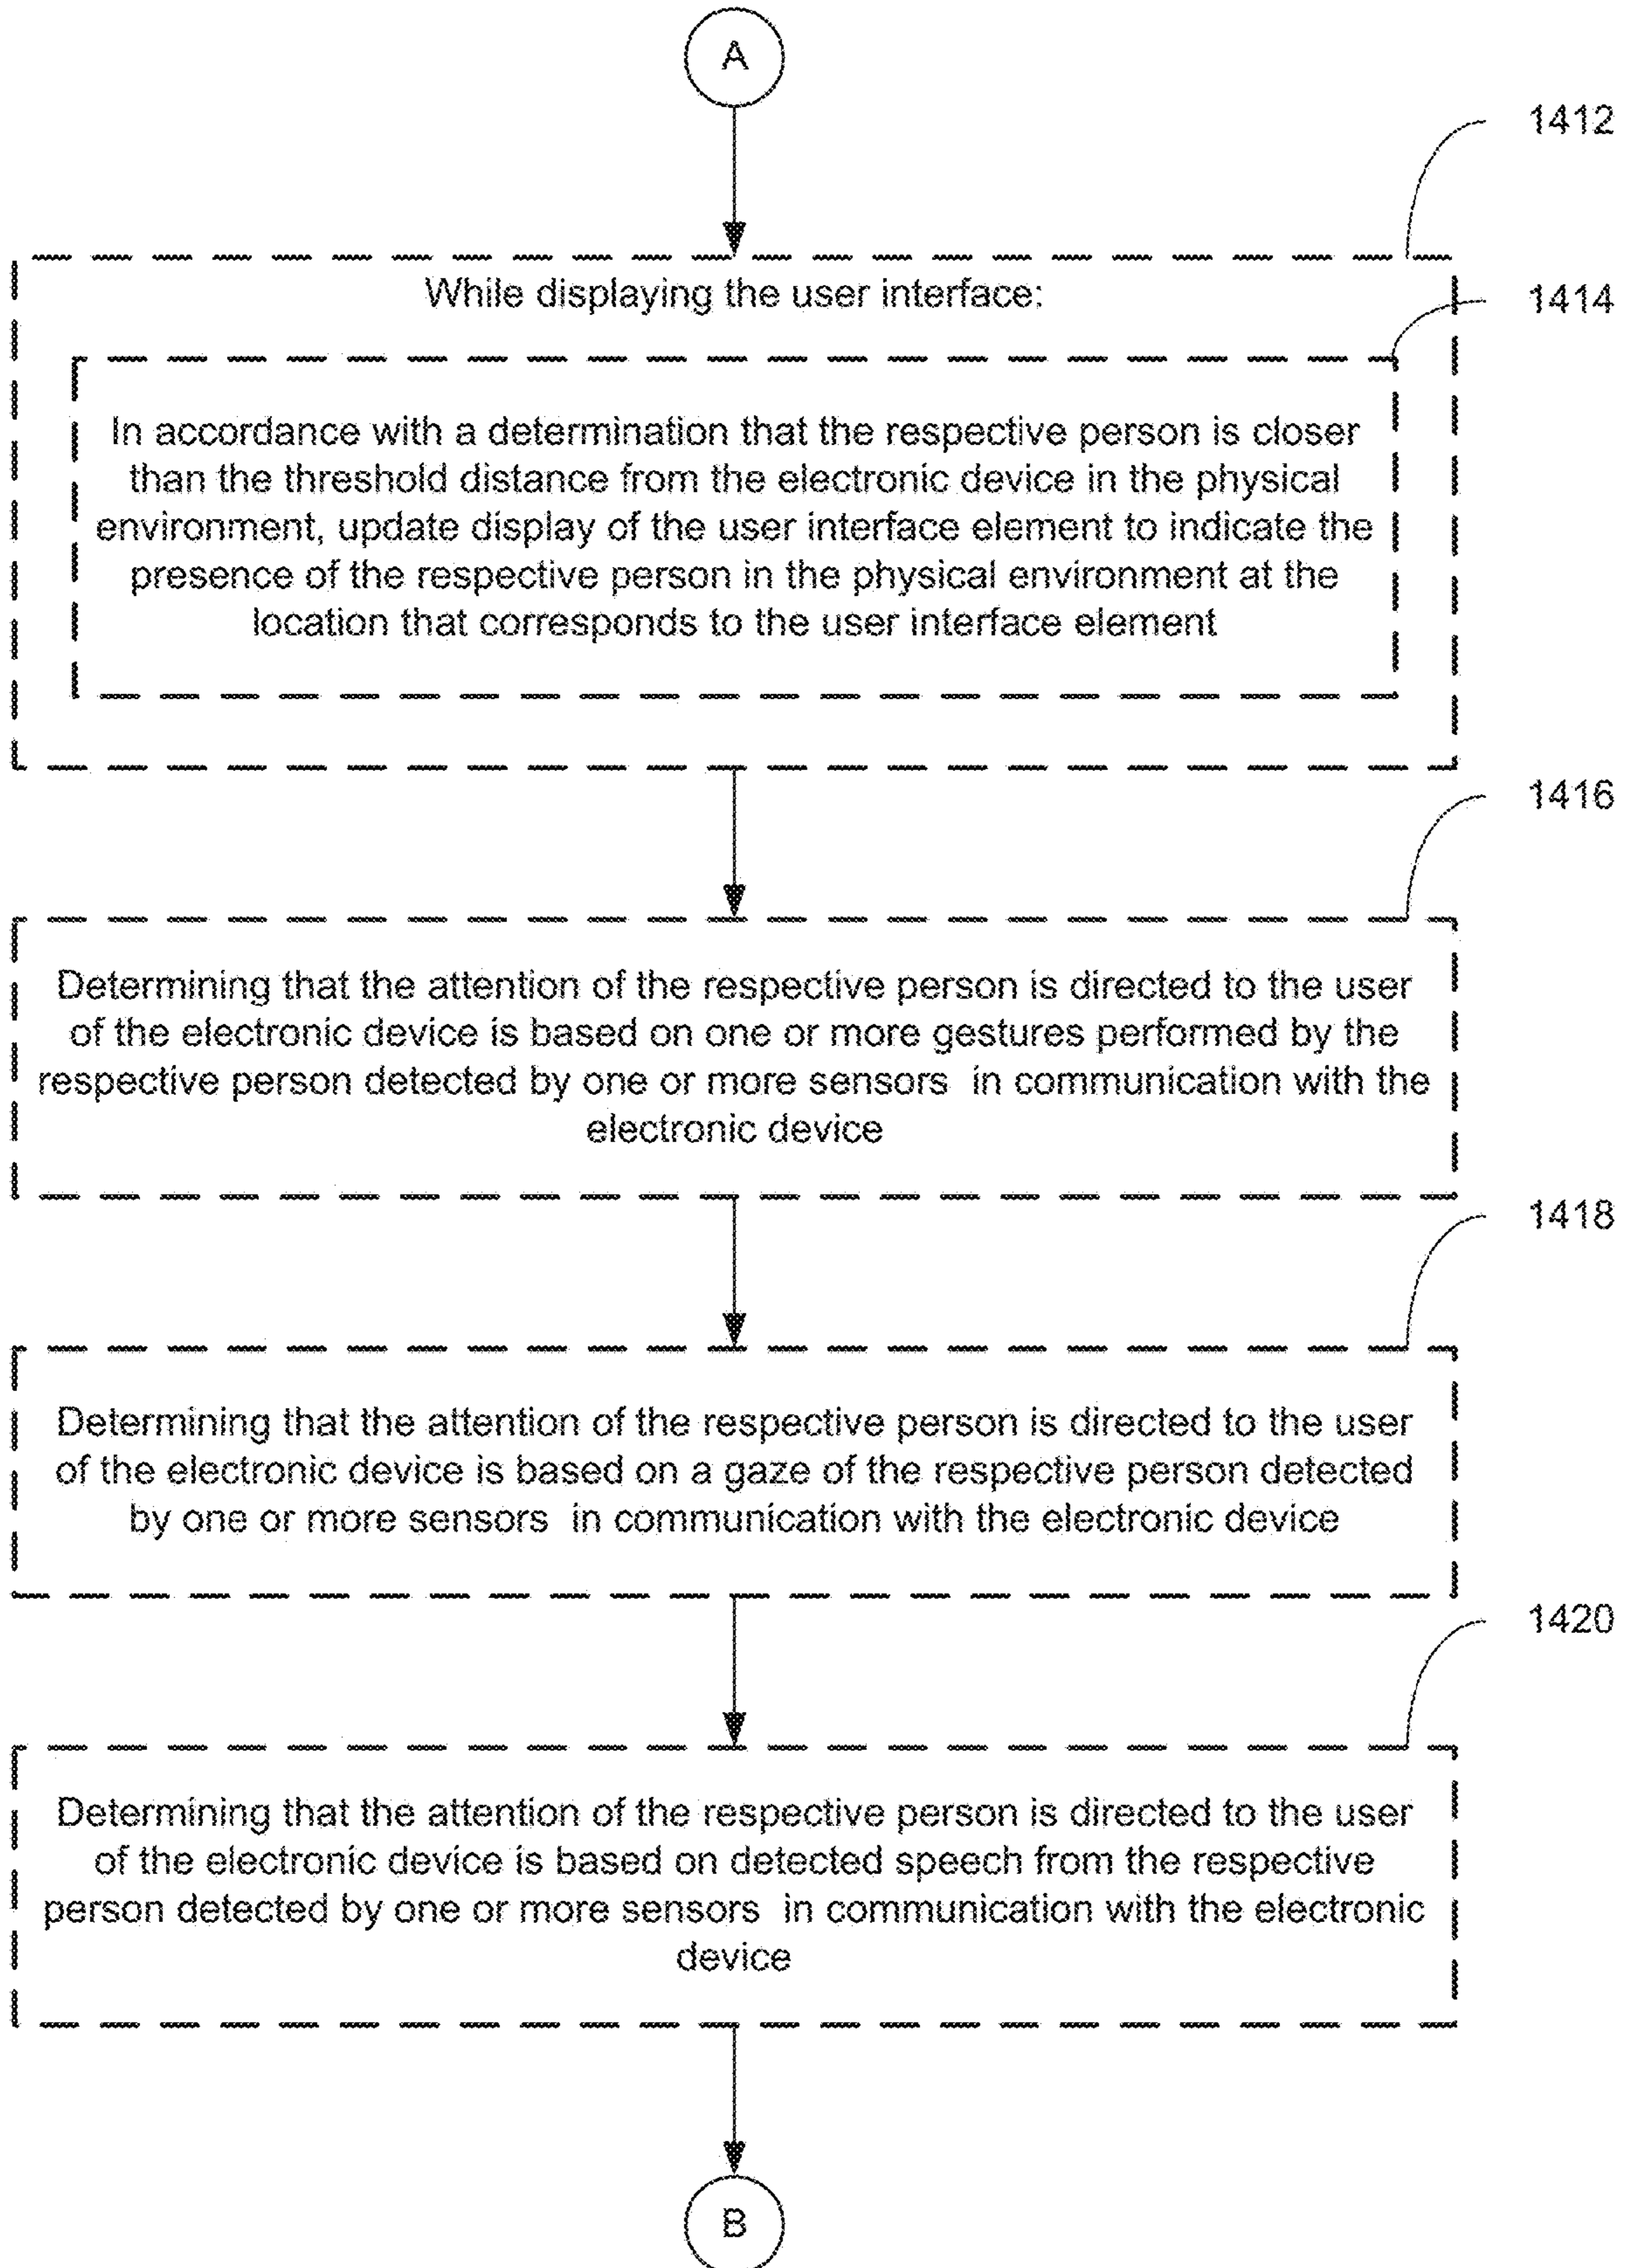 A
1412
While displaying the user interface:
1414
In accordance with a determination that the respective person is closer
than the threshold distance from the electronic device in the physical
environment, update display of the user interface element to indicate the
presence of the respective person in the physical environment at the
location that corresponds to the user interface element
1416
Determining that the attention of the respective person is directed to the user
of the electronic device is based on one or more gestures performed by the
respective person detected by one or more sensors in communication with the
electronic device
1418
Determining that the attention of the respective person is directed to the user
of the electronic device is based on a gaze of the respective person detected
by one or more sensors in communication with the electronic device
1420
Determining that the attention of the respective person is directed to the user
of the electronic device is based on detected speech from the respective
person detected by one or more sensors in communication with the electronic
device
B